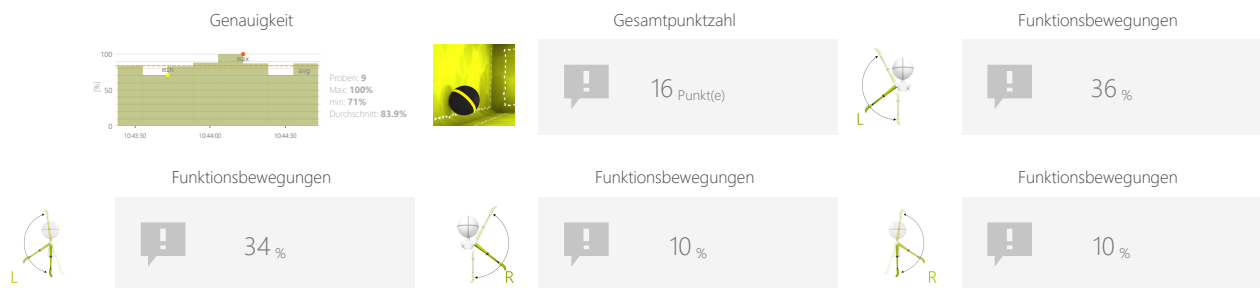 Genauigkeit
100
50
0
[%]
min
max
avg
10:43:30
10:44:00
10:44:30
Proben: 9
Max: 100%
min: 71%
Durchschnitt: 83.9%
Gesamtpunktzahl
16 Punkt(e)
Funktionsbewegungen
L
36 %
Funktionsbewegungen
L
34 %
Funktionsbewegungen
R
10 %
Funktionsbewegungen
R
10 %